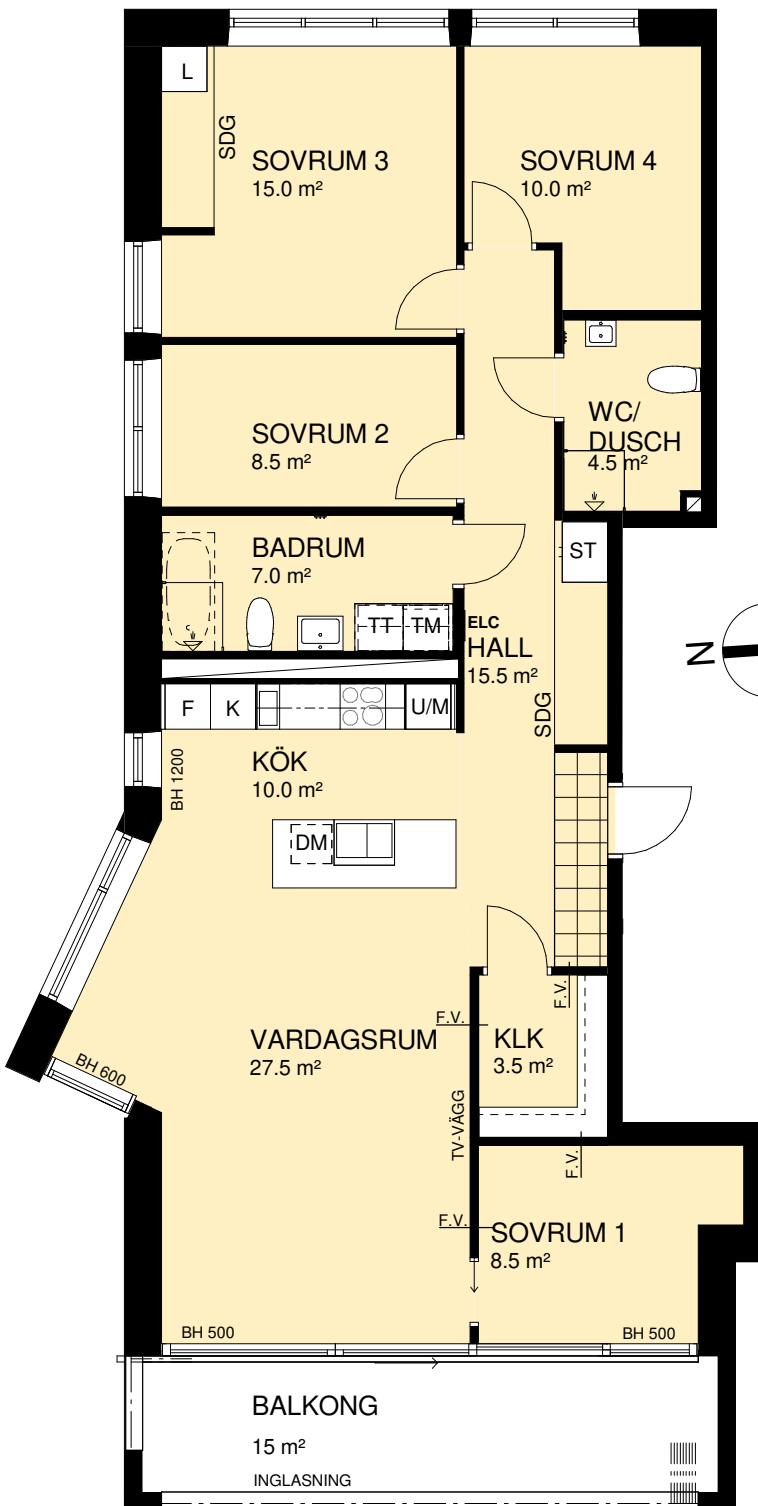 L
SDG
SOVRUM 3
15.0 m²
SOVRUM 4
10.0 m²
SOVRUM 2
8.5 m²
WC/
DUSCH
4.5 m²
BADRUM
7.0 m²
C
TT
TM
ST
ELC
HALL
15.5 m²
SDG
N
F
K
U/M
KÖK
10.0 m²
BH 1200
DM
VARDAGSRUM
27.5 m²
BH 600
F.V.
KLK
3.5 m²
F.V.
TV-VÄGG
F.V.
F.V.
SOVRUM 1
8.5 m²
BH 500
BH 500
BALKONG
15 m²
INGLASNING